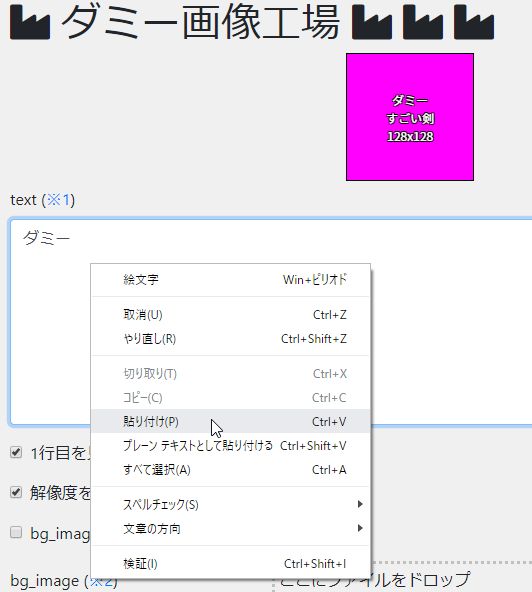 ダミー画像工場
ダミー
すごい剣
128x128
text (※1)
ダミー
絵文字 Win+ピリオド
取消(U) Ctrl+Z
やり直し(R) Ctrl+Shift+Z
切り取り(T) Ctrl+X
コピー(C) Ctrl+C
貼り付け(P) Ctrl+V
プレーン テキストとして貼り付ける Ctrl+Shift+V
すべて選択(A) Ctrl+A
スペルチェック(S)
文章の方向
検証(I) Ctrl+Shift+I
1行目を
解像度を
bg_imag
bg_image (※2) ここにファイルをドロップ